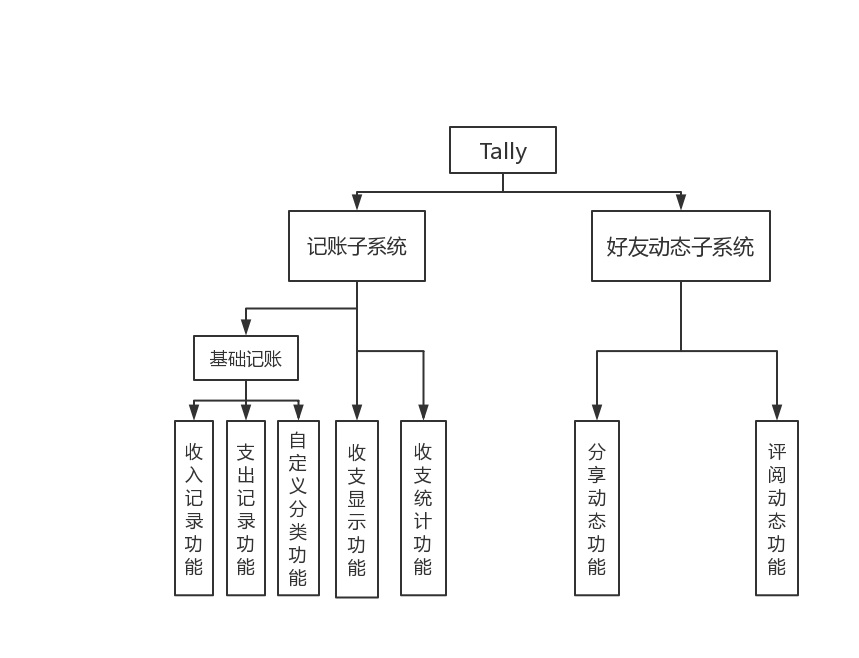 Tally
记账子系统
好友动态子系统
基础记账
收入记录功能
支出记录功能
自定义分类功能
收支显示功能
收支统计功能
分享动态功能
评阅动态功能